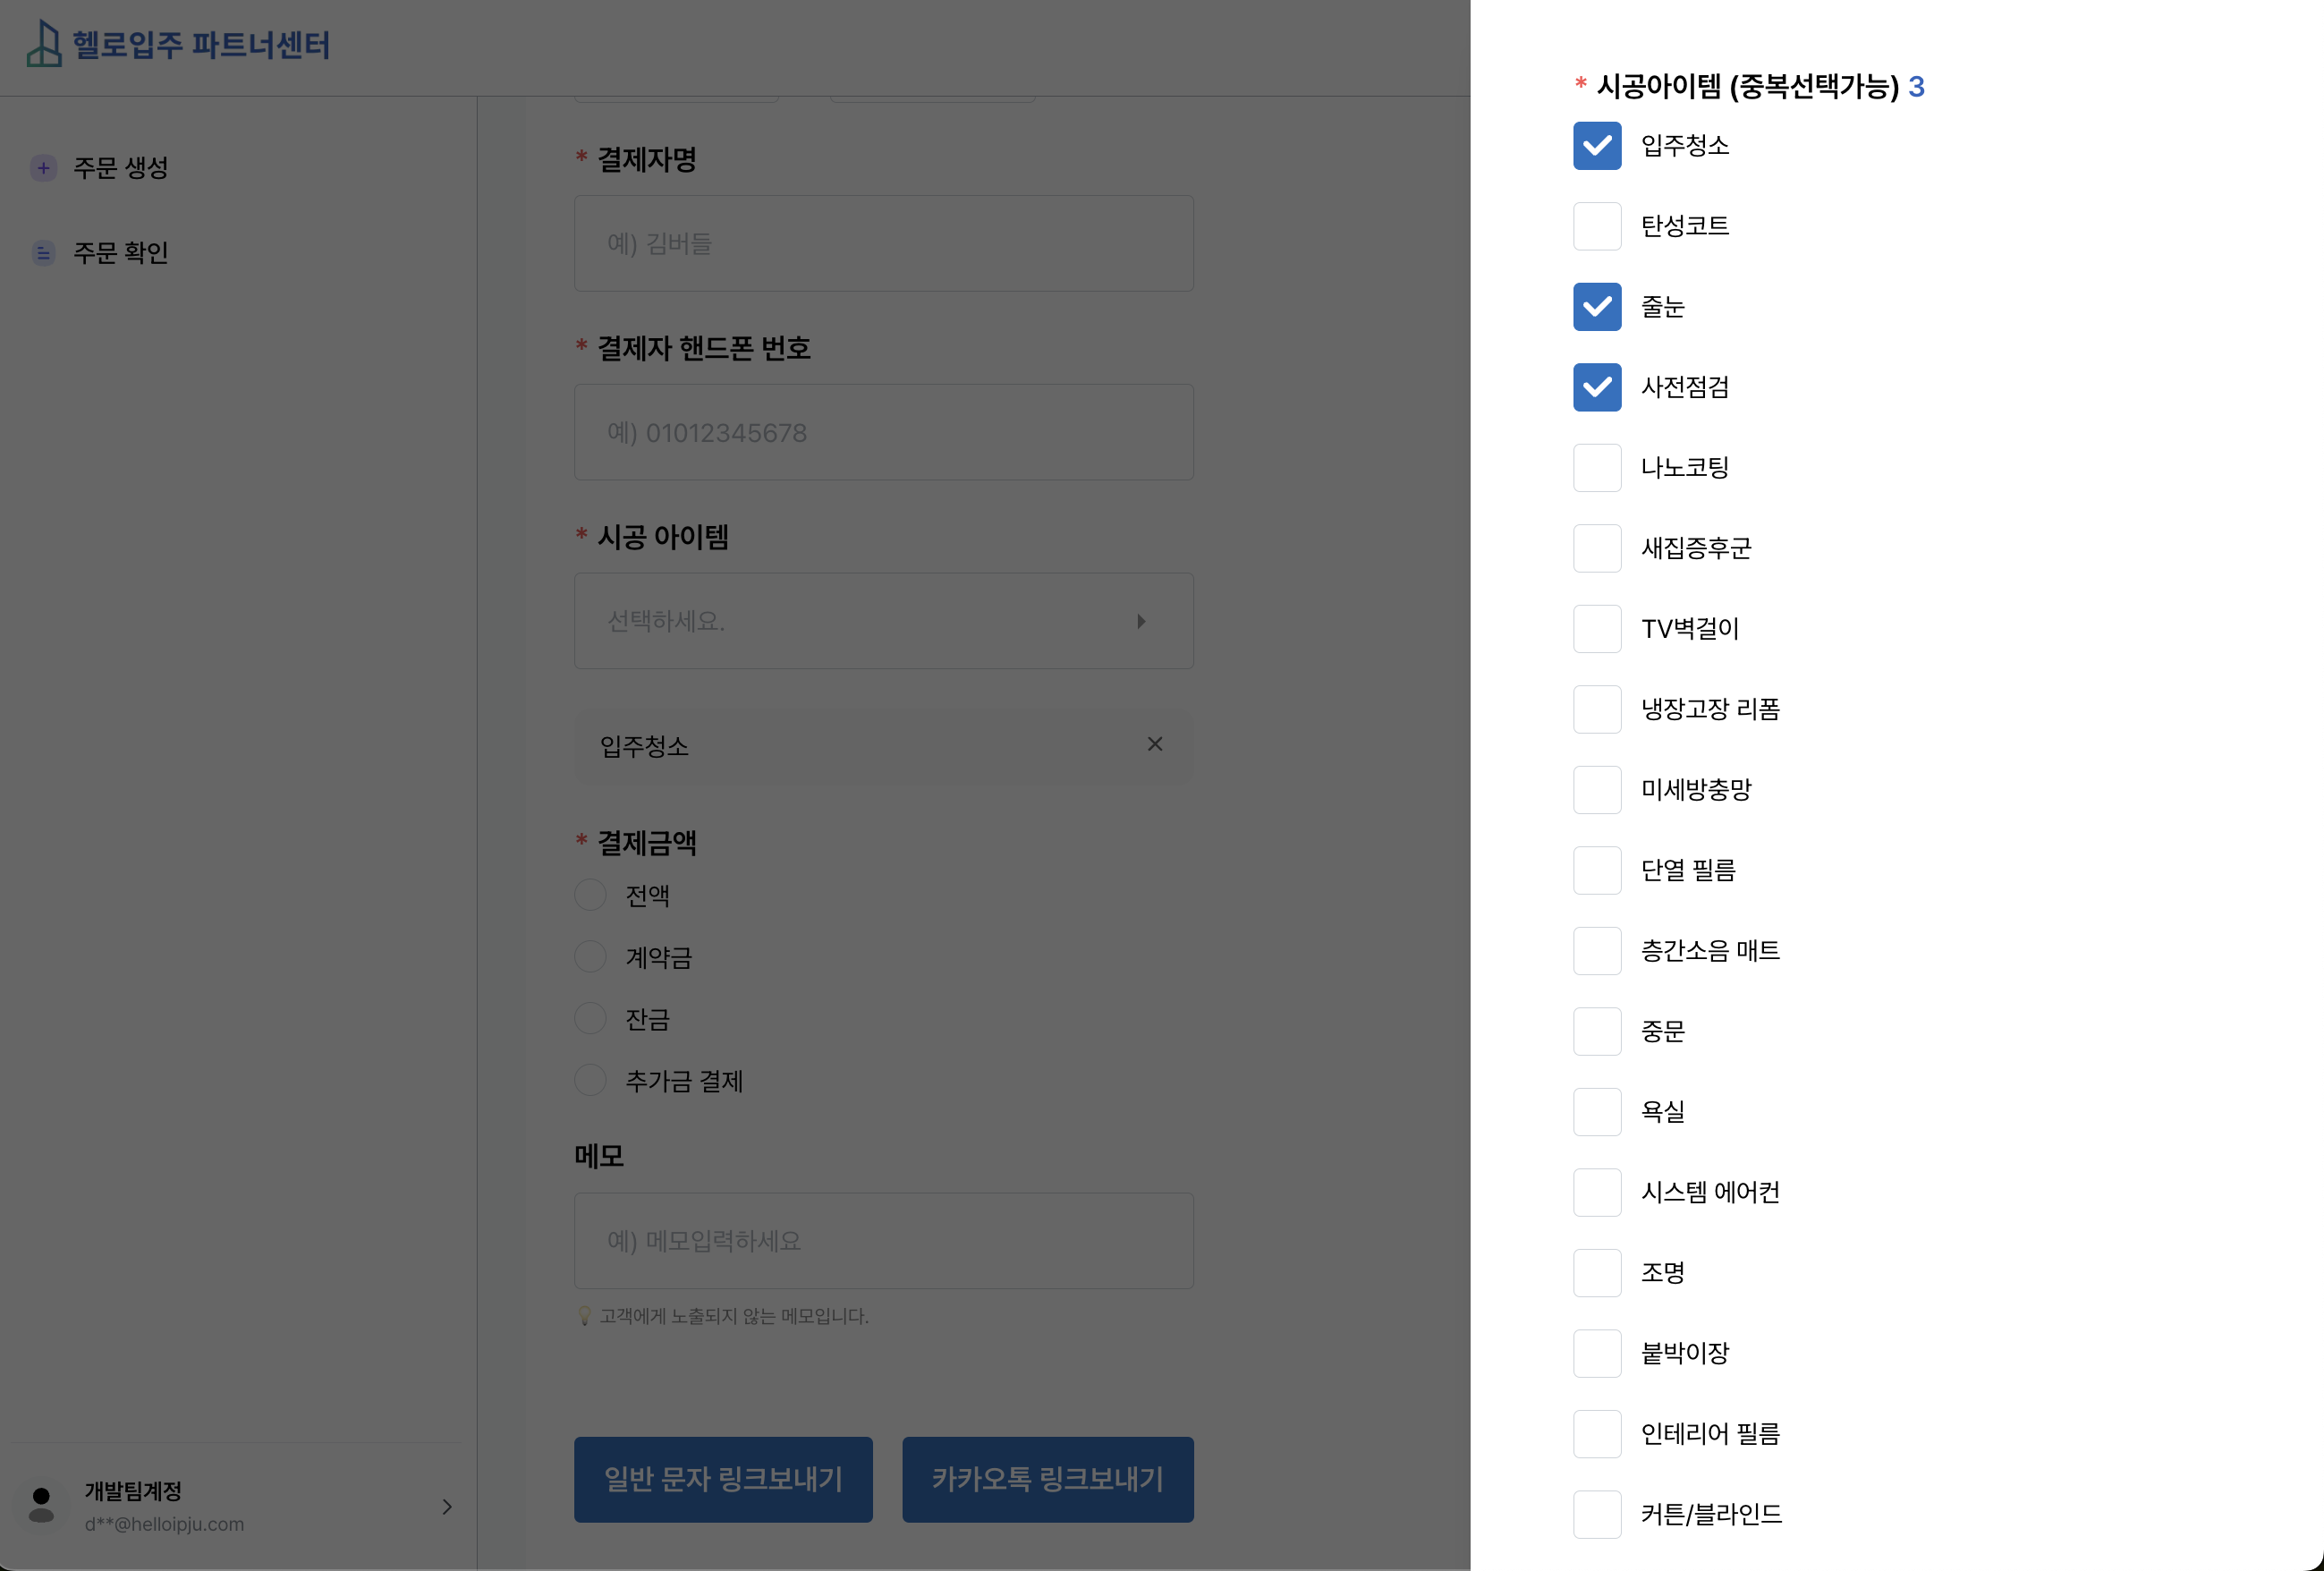 헬로입주 파트너센터
주문 생성
주문 확인
개발팀계정
d**@helloipju.com
* 결제자명
예) 김버들
* 결제자 핸드폰 번호
예) 01012345678
* 시공 아이템
선택하세요.
입주청소
* 결제금액
전액
계약금
잔금
추가금 결제
메모
예) 메모입력하세요
고객에게 노출되지 않는 메모입니다.
일반 문자 링크보내기
카카오톡 링크보내기
* 시공아이템 (중복선택가능) 3
입주청소
탄성코트
줄눈
사전점검
나노코팅
새집증후군
TV벽걸이
냉장고장 리폼
미세방충망
단열 필름
층간소음 매트
중문
욕실
시스템 에어컨
조명
붙박이장
인테리어 필름
커튼/블라인드